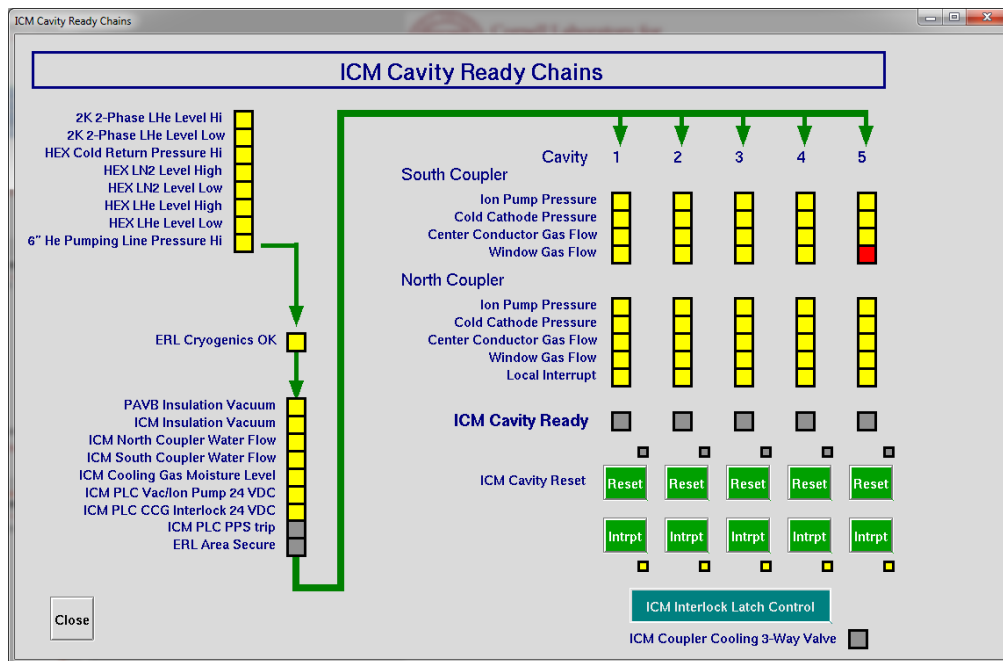 ICM Cavity Ready Chains
ICM Cavity Ready Chains
2K 2-Phase LHe Level Hi
2K 2-Phase LHe Level Low
HEX Cold Return Pressure Hi
HEX LN2 Level High
HEX LN2 Level Low
HEX LHe Level High
HEX LHe Level Low
6" He Pumping Line Pressure Hi
ERL Cryogenics OK
PAVB Insulation Vacuum
ICM Insulation Vacuum
ICM North Coupler Water Flow
ICM South Coupler Water Flow
ICM Cooling Gas Moisture Level
ICM PLC Vac/Ion Pump 24 VDC
ICM PLC CCG Interlock 24 VDC
ICM PLC PPS trip
ERL Area Secure
Close
Cavity 1 2 3 4 5
South Coupler
Ion Pump Pressure
Cold Cathode Pressure
Center Conductor Gas Flow
Window Gas Flow
North Coupler
Ion Pump Pressure
Cold Cathode Pressure
Center Conductor Gas Flow
Window Gas Flow
Local Interrupt
ICM Cavity Ready
ICM Cavity Reset Reset Reset Reset Reset Reset
Intrpt Intrpt Intrpt Intrpt Intrpt
ICM Interlock Latch Control
ICM Coupler Cooling 3-Way Valve